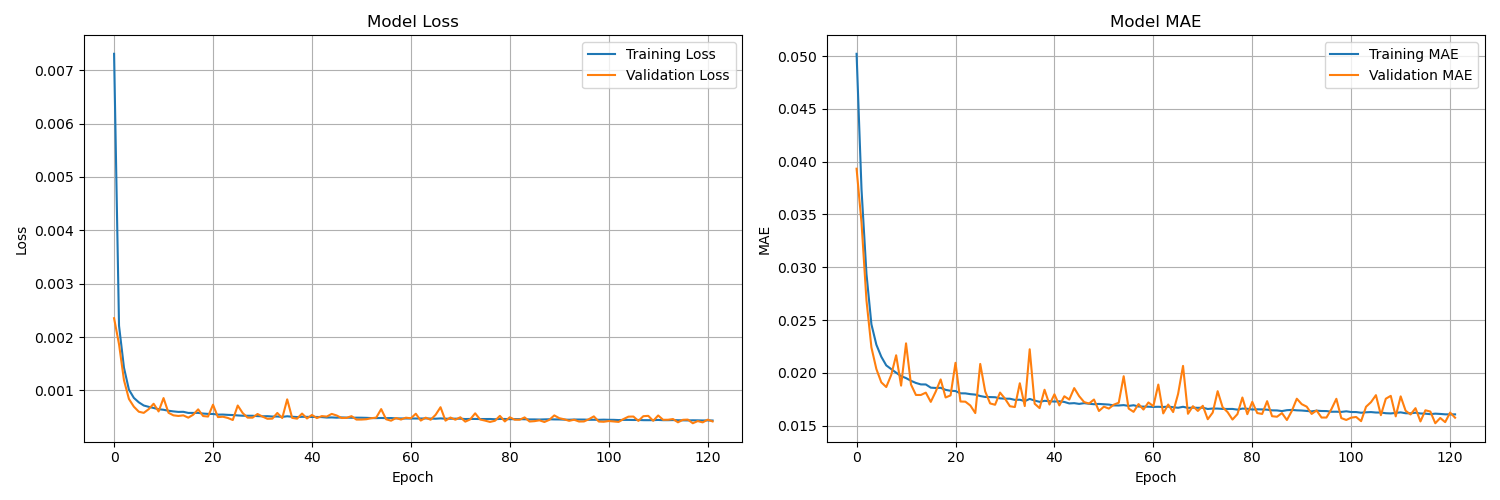 Model Loss
Training Loss
Validation Loss
0.007
0.006
0.005
0.004
0.003
0.002
0.001
Loss
0 20 40 60 80 100 120
Epoch
Model MAE
Training MAE
Validation MAE
0.050
0.045
0.040
0.035
0.030
0.025
0.020
0.015
MAE
0 20 40 60 80 100 120
Epoch